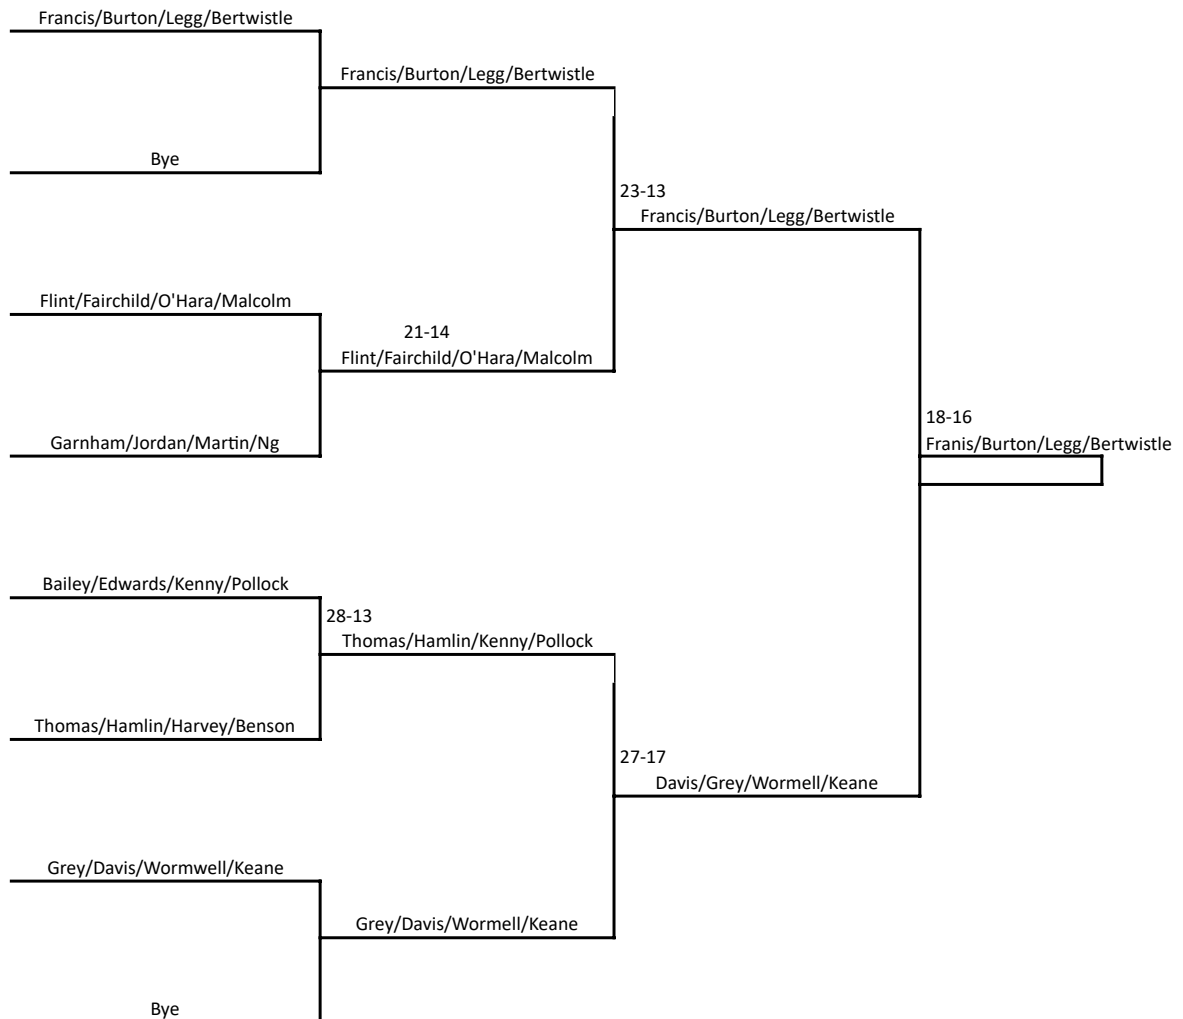 Francis/Burton/Legg/Bertwistle
Francis/Burton/Legg/Bertwistle
Bye
23-13
Francis/Burton/Legg/Bertwistle
Flint/Fairchild/O'Hara/Malcolm
21-14
Flint/Fairchild/O'Hara/Malcolm
18-16
Garnham/Jordan/Martin/Ng
Franis/Burton/Legg/Bertwistle
Bailey/Edwards/Kenny/Pollock
28-13
Thomas/Hamlin/Kenny/Pollock
Thomas/Hamlin/Harvey/Benson
27-17
Davis/Grey/Wormell/Keane
Grey/Davis/Wormwell/Keane
Grey/Davis/Wormell/Keane
Bye